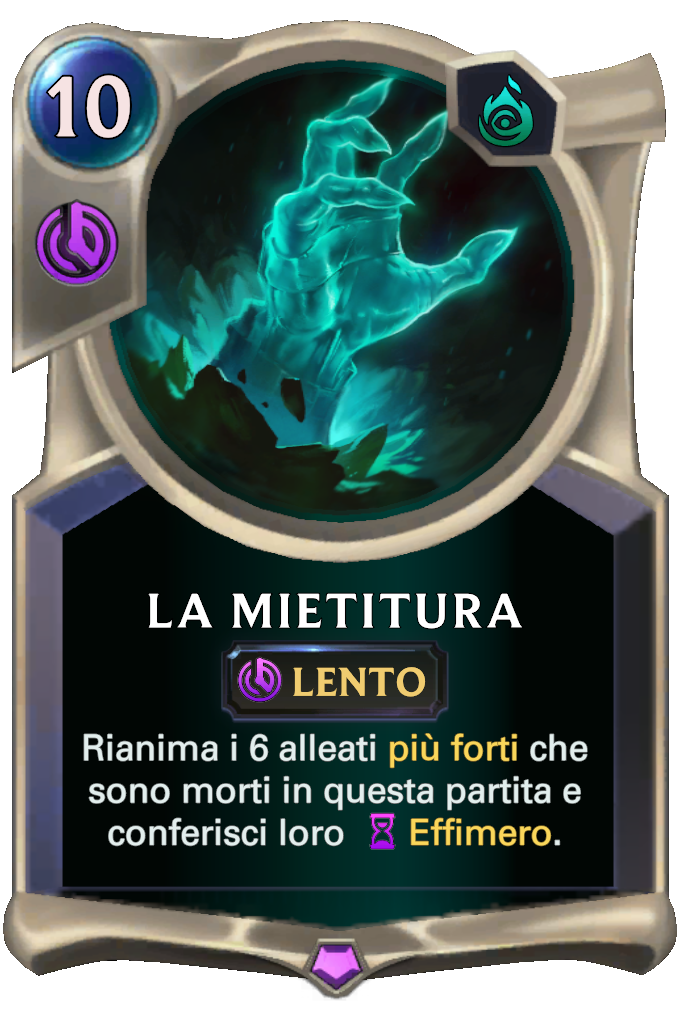 10
LA MIETITURA
LENTO
Rianima i 6 alleati più forti che
sono morti in questa partita e
conferisci loro Effimero.